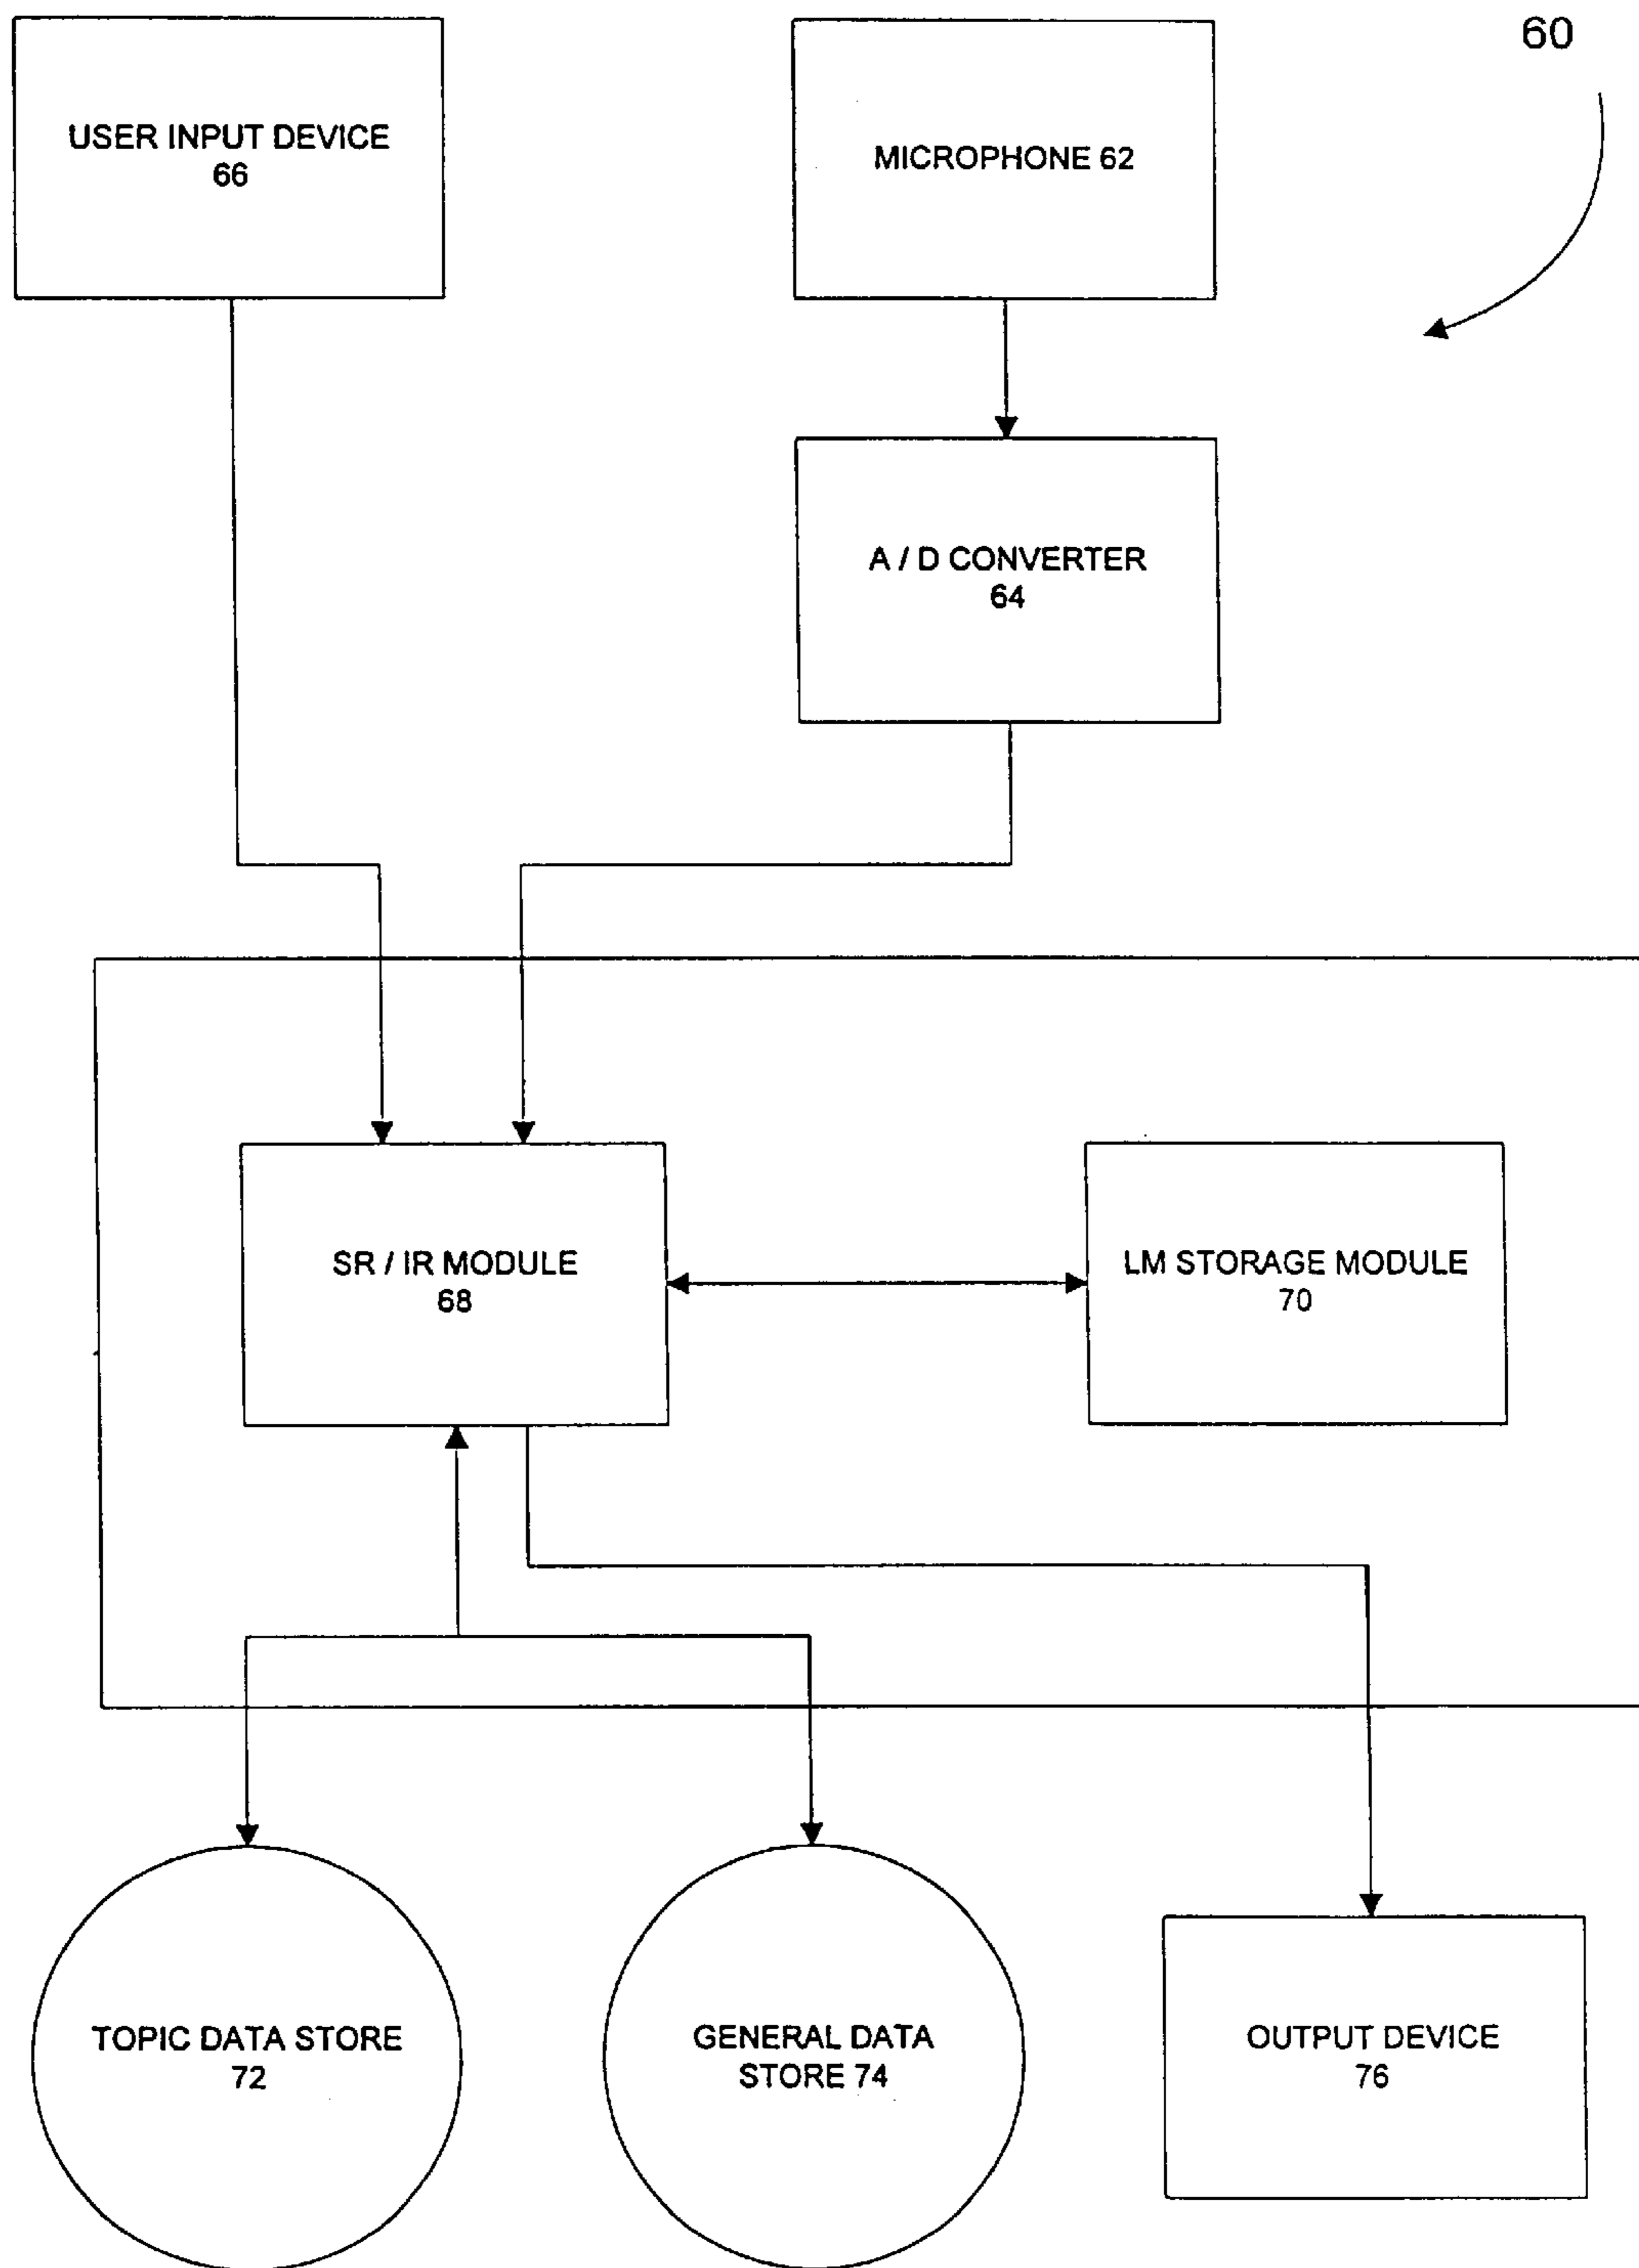 60
USER INPUT DEVICE
66
MICROPHONE 62
A / D CONVERTER
64
SR / IR MODULE
68
LM STORAGE MODULE
70
TOPIC DATA STORE
72
GENERAL DATA
STORE 74
OUTPUT DEVICE
76